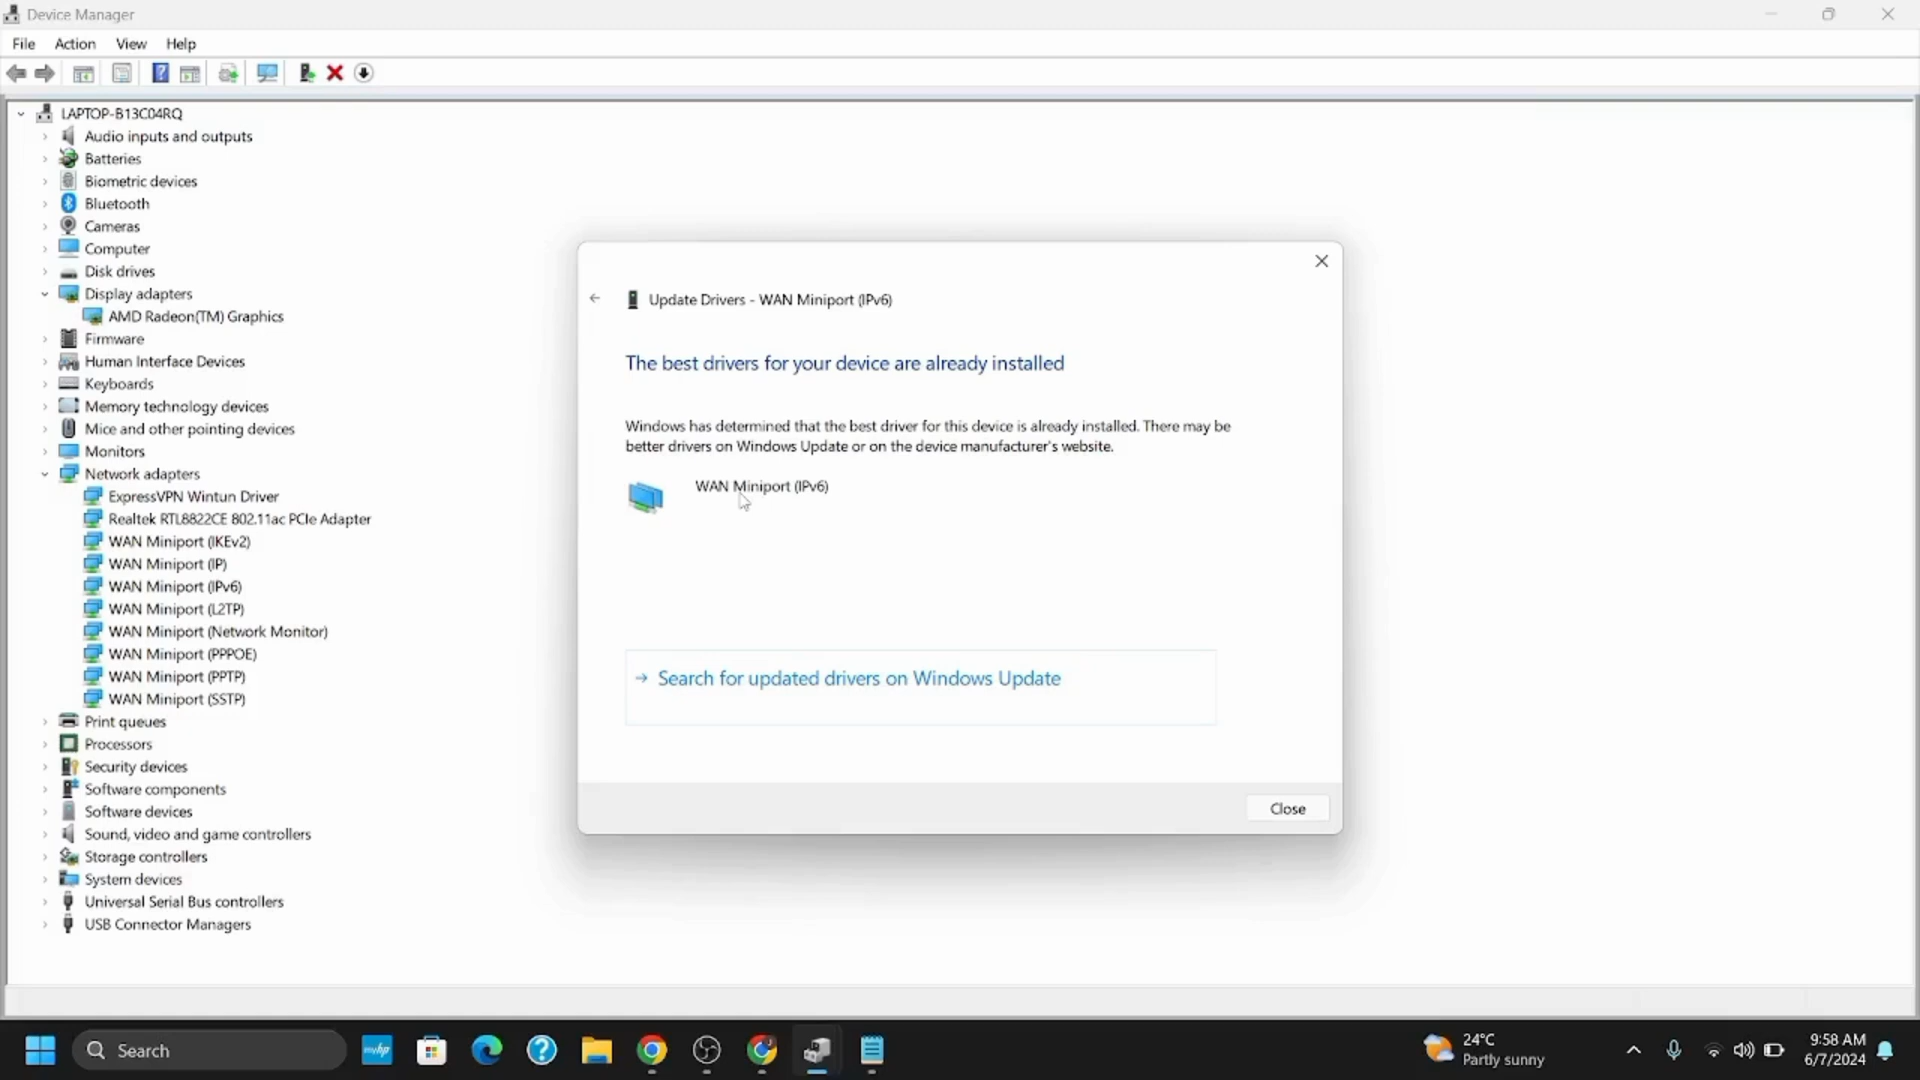 Device Manager
File Action View Help
LAPTOP-B13C04RQ
Audio inputs and outputs
Batteries
Biometric devices
Bluetooth
Cameras
Computer
Disk drives
Display adapters
AMD Radeon(TM) Graphics
Firmware
Human Interface Devices
Keyboards
Memory technology devices
Mice and other pointing devices
Monitors
Network adapters
ExpressVPN Wintun Driver
Realtek RTL8822CE 802.11ac PCIe Adapter
WAN Miniport (IKEv2)
WAN Miniport (IP)
WAN Miniport (IPv6)
WAN Miniport (L2TP)
WAN Miniport (Network Monitor)
WAN Miniport (PPPOE)
WAN Miniport (PPTP)
WAN Miniport (SSTP)
Print queues
Processors
Security devices
Software components
Software devices
Sound, video and game controllers
Storage controllers
System devices
Universal Serial Bus controllers
USB Connector Managers
Update Drivers - WAN Miniport (IPv6)
The best drivers for your device are already installed
Windows has determined that the best driver for this device is already installed. There may be
better drivers on Windows Update or on the device manufacturer's website.
WAN Miniport (IPv6)
Search for updated drivers on Windows Update
Close
Search
myhp
24°C
Partly sunny
9:58 AM
6/7/2024